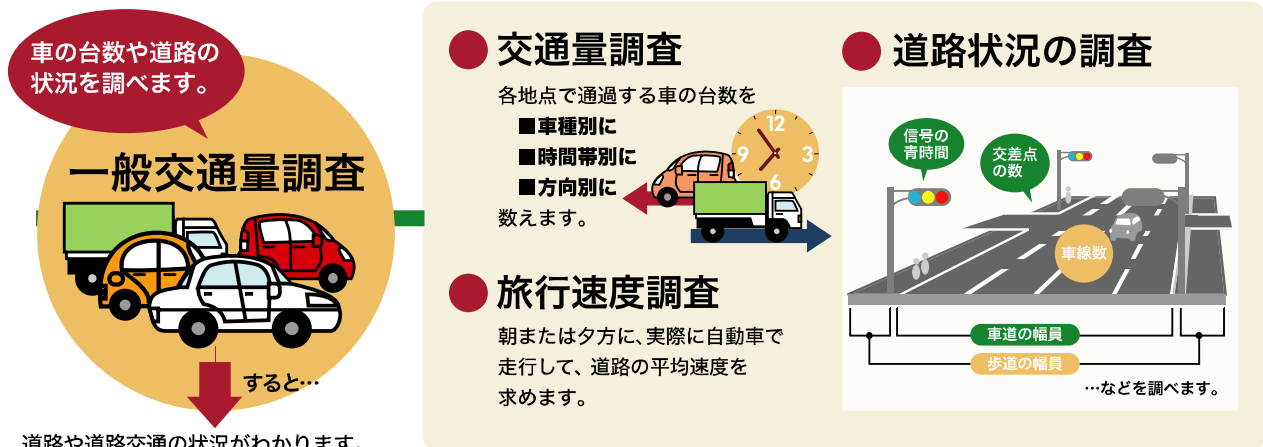 車の台数や道路の
状況を調べます。
一般交通量調査
すると…
道路や道路交通の状況がわかります。
交通量調査
各地点で通過する車の台数を
■車種別に
■時間帯別に
■方向別に
数えます。
12
3
6
9
旅行速度調査
朝または夕方に、実際に自動車で
走行して、道路の平均速度を
求めます。
道路状況の調査
信号の
青時間
交差点
の数
車線数
車道の幅員
歩道の幅員
…などを調べます。